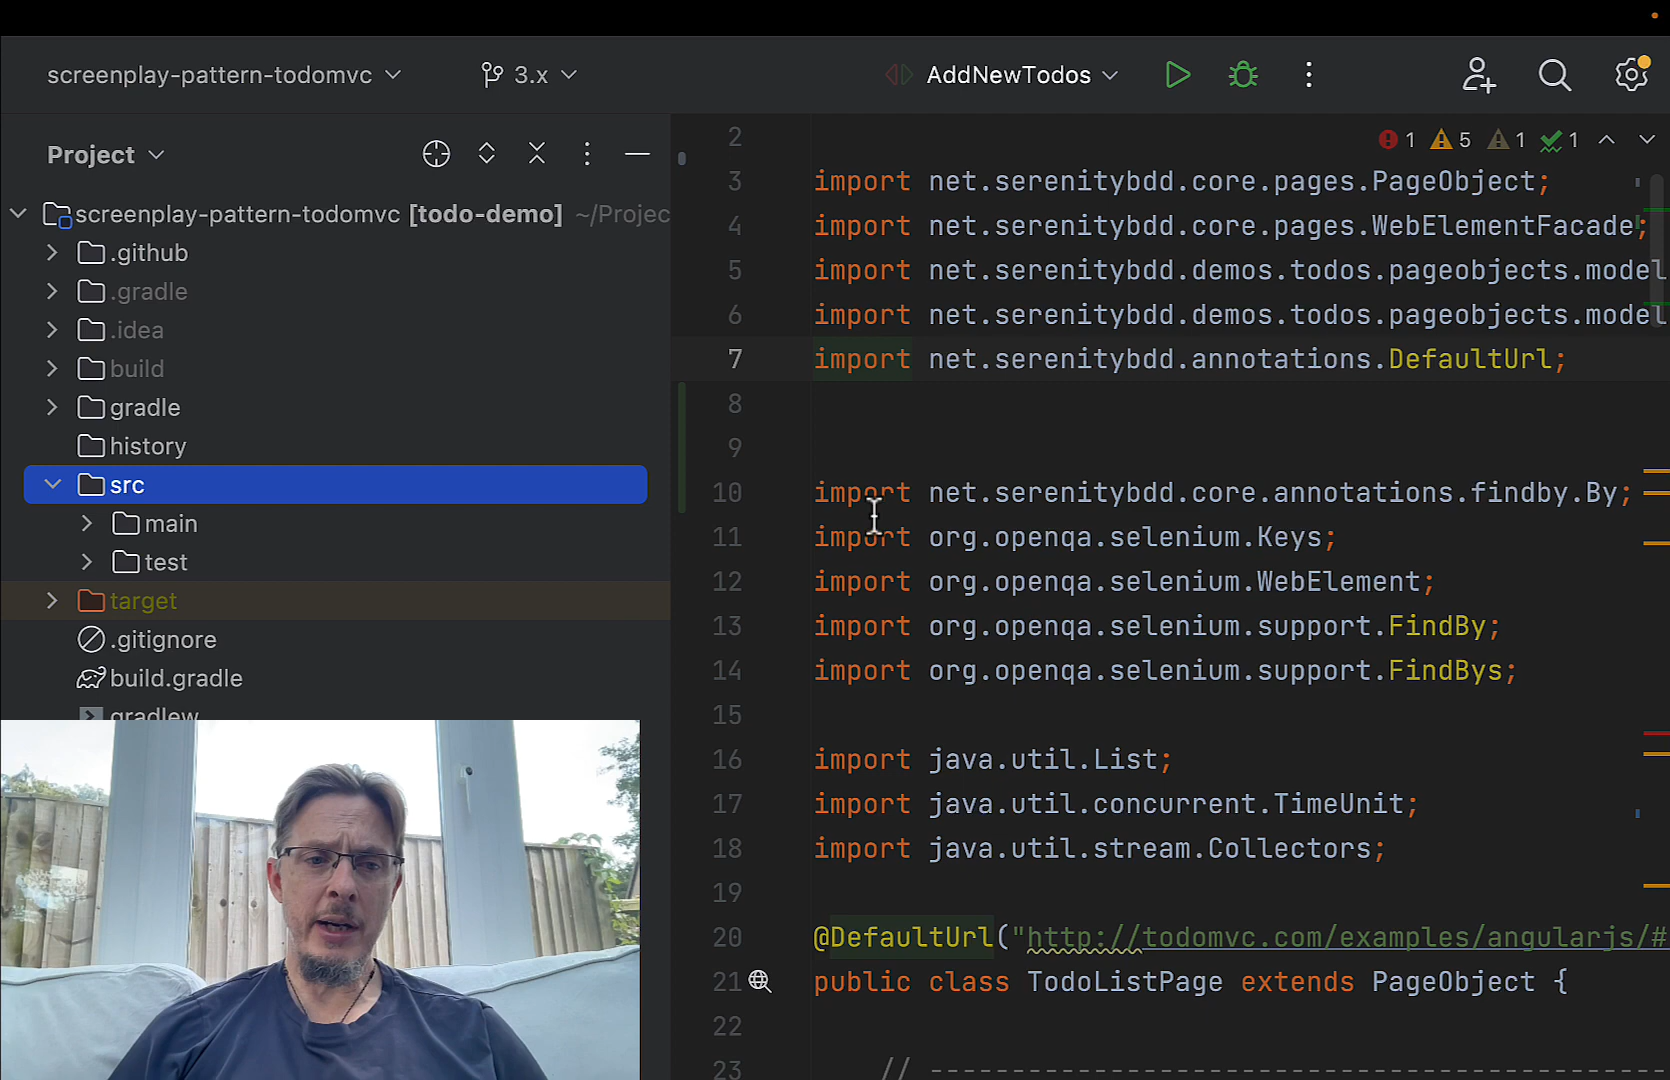 screenplay-pattern-todomvc
3.x
AddNewTodos
Project
screenplay-pattern-todomvc [todo-demo] ~/Projec
.github
.gradle
.idea
build
gradle
history
src
main
test
target
.gitignore
build.gradle
gradlew
1 5 1 1
2
3 import net.serenitybdd.core.pages.PageObject;
4 import net.serenitybdd.core.pages.WebElementFacade;
5 import net.serenitybdd.demos.todos.pageobjects.model
6 import net.serenitybdd.demos.todos.pageobjects.model
7 import net.serenitybdd.annotations.DefaultUrl;
8
9
10 import net.serenitybdd.core.annotations.findby.By;
11 import org.openqa.selenium.Keys;
12 import org.openqa.selenium.WebElement;
13 import org.openqa.selenium.support.FindBy;
14 import org.openqa.selenium.support.FindBys;
15
16 import java.util.List;
17 import java.util.concurrent.TimeUnit;
18 import java.util.stream.Collectors;
19
20 @DefaultUrl("http://todomvc.com/examples/angularjs/#
21 public class TodoListPage extends PageObject {
22
23 // ---------------------------------------------